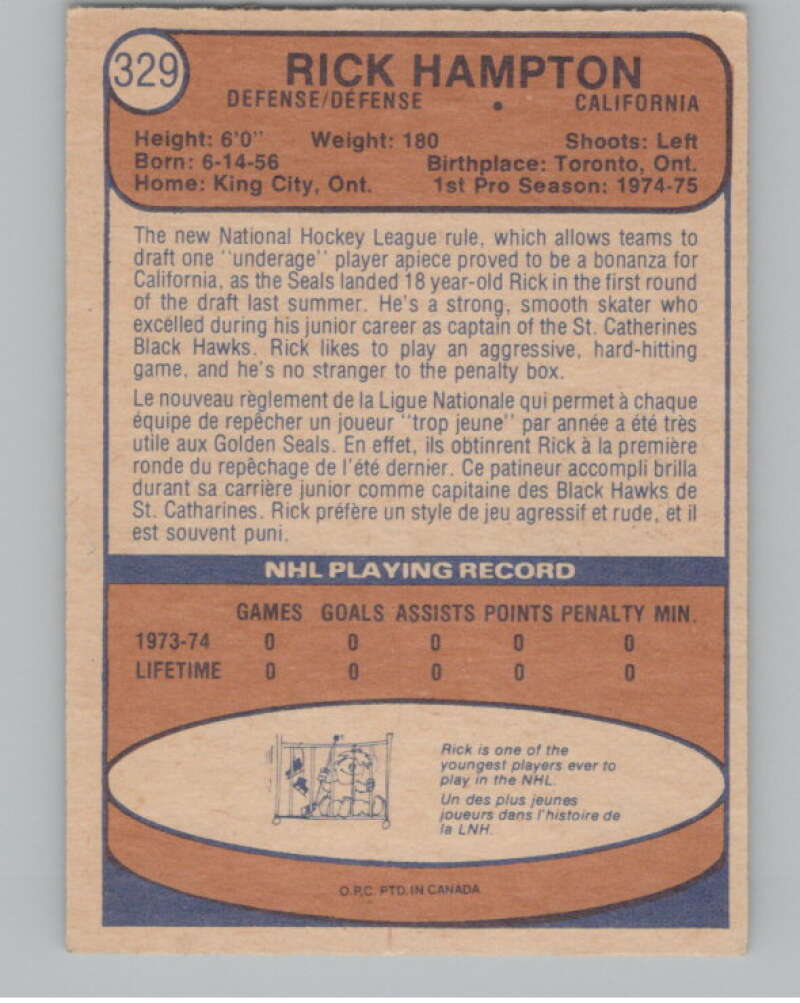 329
RICK HAMPTON
DEFENSE/DÉFENSE • CALIFORNIA
Height: 6'0" Weight: 180 Shoots: Left
Born: 6-14-56 Birthplace: Toronto, Ont.
Home: King City, Ont. 1st Pro Season: 1974-75
The new National Hockey League rule, which allows teams to
draft one "underage" player apiece proved to be a bonanza for
California, as the Seals landed 18 year-old Rick in the first round
of the draft last summer. He's a strong, smooth skater who
excelled during his junior career as captain of the St. Catherines
Black Hawks. Rick likes to play an aggressive, hard-hitting
game, and he's no stranger to the penalty box.
Le nouveau règlement de la Ligue Nationale qui permet à chaque
équipe de repêcher un joueur "trop jeune" par année a été très
utile aux Golden Seals. En effet, ils obtinrent Rick à la première
ronde du repêchage de l'été dernier. Ce patineur accompli brilla
durant sa carrière junior comme capitaine des Black Hawks de
St. Catharines. Rick préfère un style de jeu agressif et rude, et il
est souvent puni.
NHL PLAYING RECORD
GAMES GOALS ASSISTS POINTS PENALTY MIN.
1973-74 0 0 0 0 0
LIFETIME 0 0 0 0 0
Rick is one of the
youngest players ever to
play in the NHL.
Un des plus jeunes
joueurs dans l'histoire de
la LNH.
O.P.C. PTD. IN CANADA